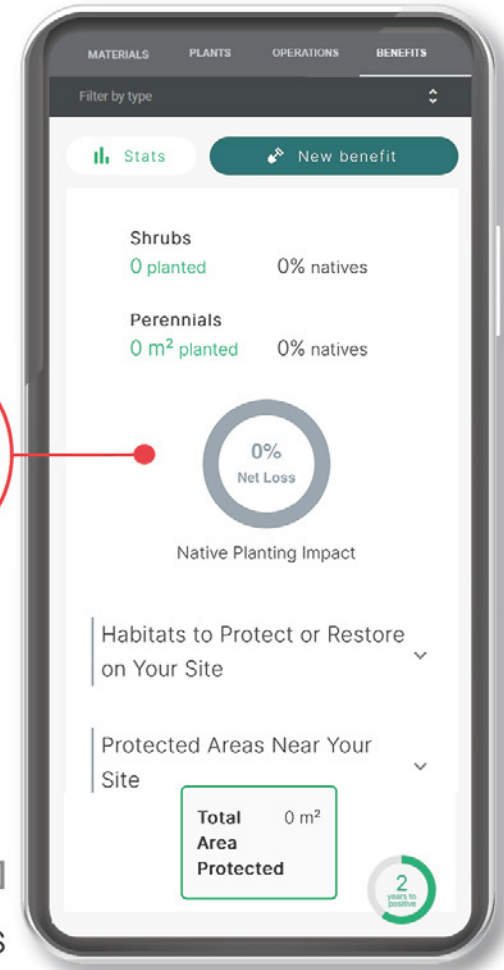 MATERIALS PLANTS OPERATIONS BENEFITS
Filter by type
Stats New benefit
Shrubs
0 planted 0% natives
Perennials
0 m² planted 0% natives
0%
Net Loss
Native Planting Impact
Habitats to Protect or Restore
on Your Site
Protected Areas Near Your
Site
Total 0 m²
Area
Protected
2
years to
positive
S